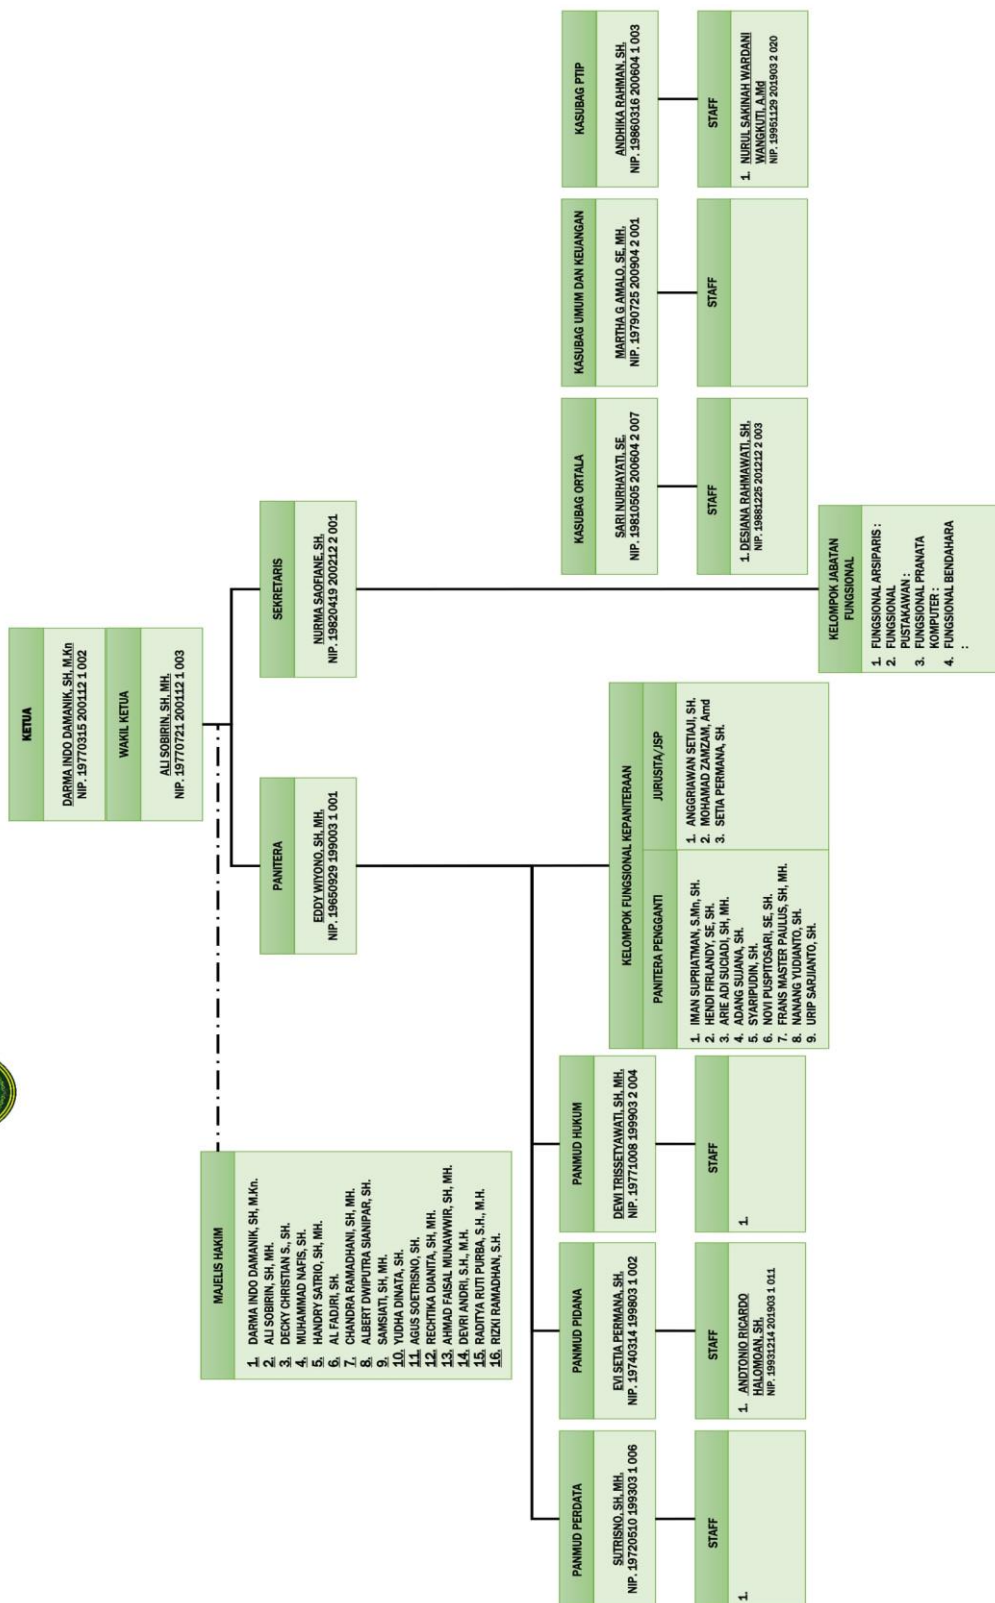 KETUA
DARMA INDO DAMANIK, SH, M.Kn
NIP. 19770315 200112 1 002
WAKIL KETUA
ALI SOBIRIN, SH, MH.
NIP. 19770721 200112 1 003
MAJELIS HAKIM
1. DARMA INDO DAMANIK, SH, M.Kn.
2. ALI SOBIRIN, SH, MH.
3. DECKY CHRISTIAN S., SH.
4. MUHAMMAD NAFIS, SH.
5. HANDRY SATRIO, SH, MH.
6. AL FADJRI, SH.
7. CHANDRA RAMADHANI, SH, MH.
8. ALBERT DWIPUTRA SIANIPAR, SH.
9. SAMSIATI, SH, MH.
10. YUDHA DINATA, SH.
11. AGUS SOETRISNO, SH.
12. RECHTIKA DIANITA, SH, MH.
13. AHMAD FAISAL MUNAWWIR, SH, MH.
14. DEVRI ANDRI, S.H., M.H.
15. RADITYA RUITI PURBA, S.H., M.H.
16. RIZKI RAMADHAN, S.H.
PANITERA
EDDY WIYONO, SH, MH.
NIP. 19650929 199003 1 001
SEKRETARIS
NURMA SAOFIANE, SH.
NIP. 19820419 200212 2 001
PANMUD PERDATA
SUTRISNO, SH, MH.
NIP. 19720510 199303 1 006
STAFF
1.
PANMUD PIDANA
EVI SETIA PERMANA, SH.
NIP. 19740314 199803 1 002
STAFF
1. ANDTONIO RICARDO
HALOMOAN, SH.
NIP. 19931214 201903 1 011
PANMUD HUKUM
DEWI TRISSETYAWATI, SH, MH.
NIP. 19771008 199903 2 004
STAFF
1.
KELOMPOK FUNGSIONAL KEPANITERAAN
PANITERA PENGGANTI
1. IMAN SUPRIATMAN, S.Mn, SH.
2. HENDI FIRLANDY, SE, SH.
3. ARIE ADI SUCIADI, SH, MH.
4. ADANG SUJANA, SH.
5. SYARIPUDIN, SH.
6. NOVI PUSPITOSARI, SE, SH.
7. FRANS MASTER PAULUS, SH, MH.
8. NANANG YUDIANTO, SH.
9. URIP SARJIANTO, SH.
JURUSITA/JSP
1. ANGGRIAWAN SETIAJI, SH.
2. MOHAMAD ZAMZAM, Amd
3. SETIA PERMANA, SH.
KASUBAG ORTALA
SARI NURHAYATI, SE.
NIP. 19810505 200604 2 007
STAFF
1. DESIANA RAHMAWATI, SH.
NIP. 19881225 201212 2 003
KASUBAG UMUM DAN KEUANGAN
MARTHA G AMALO, SE, MH.
NIP. 19790725 200904 2 001
STAFF
KASUBAG PTIP
ANDHIKA RAHMAN, SH.
NIP. 19860316 200604 1 003
STAFF
1. NURUL SAKINAH WARDANI
WANGKUTI, A.Md
NIP. 19951129 201903 2 020
KELOMPOK JABATAN
FUNGSIONAL
1. FUNGSIONAL ARSIPARIS :
2. FUNGSIONAL
PUSTAKAWAN :
3. FUNGSIONAL PRANATA
KOMPUTER :
4. FUNGSIONAL BENDAHARA
: